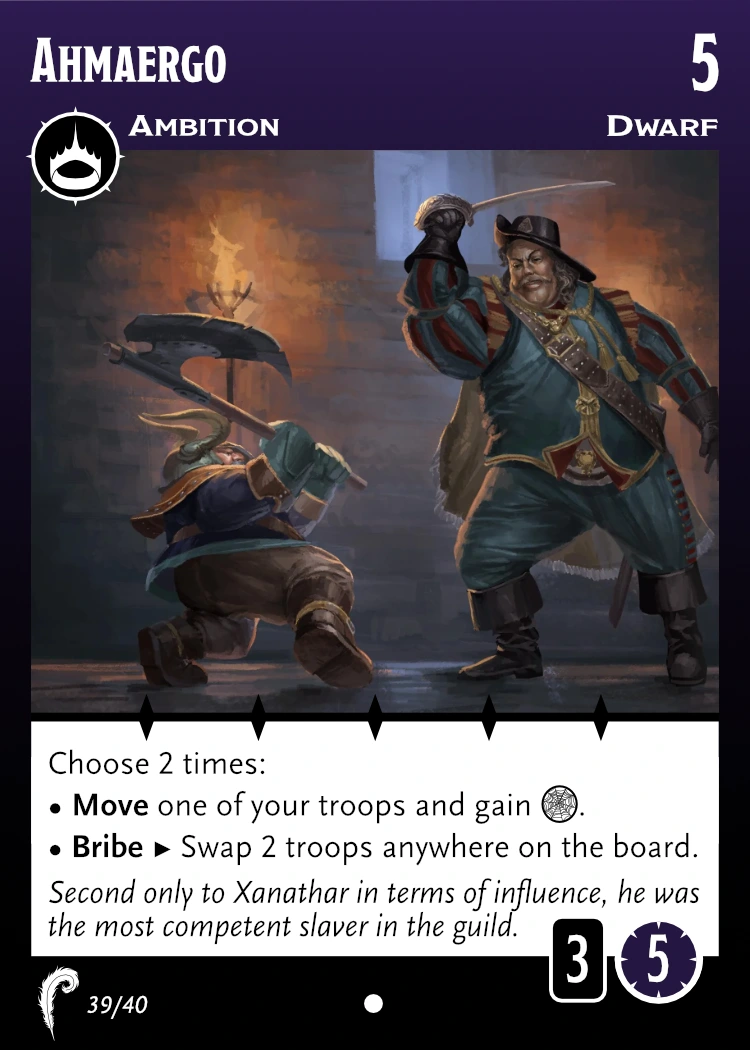 Ahmaergo
5
Ambition
Dwarf
Choose 2 times:
• Move one of your troops and gain .
• Bribe ▸ Swap 2 troops anywhere on the board.
Second only to Xanathar in terms of influence, he was
the most competent slaver in the guild.
3
5
39/40